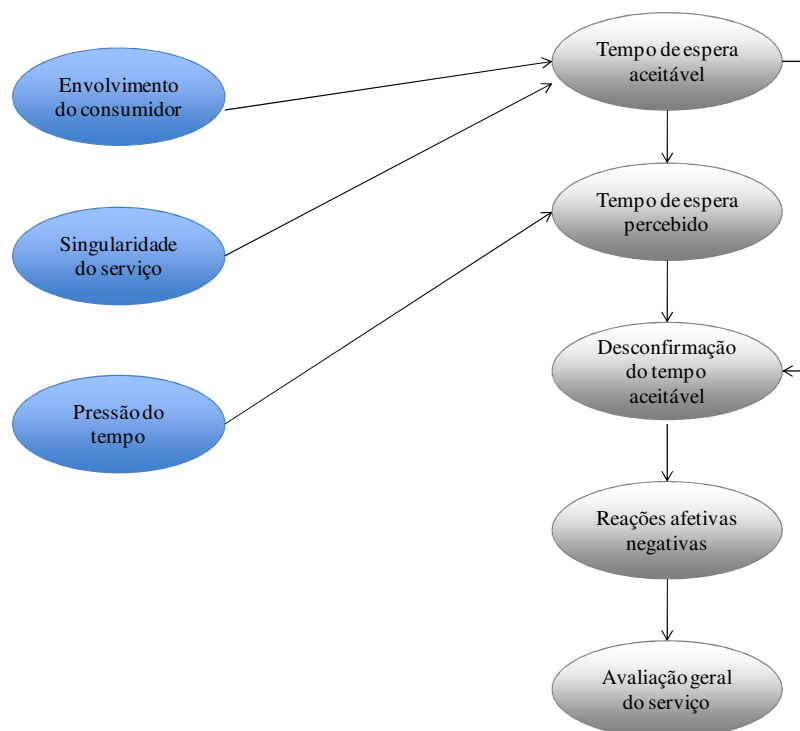 Envolvimento
do consumidor
Singularidade
do serviço
Pressão do
tempo
Tempo de espera
aceitável
Tempo de espera
percebido
Desconfirmação
do tempo
aceitável
Reações afetivas
negativas
Avaliação geral
do serviço